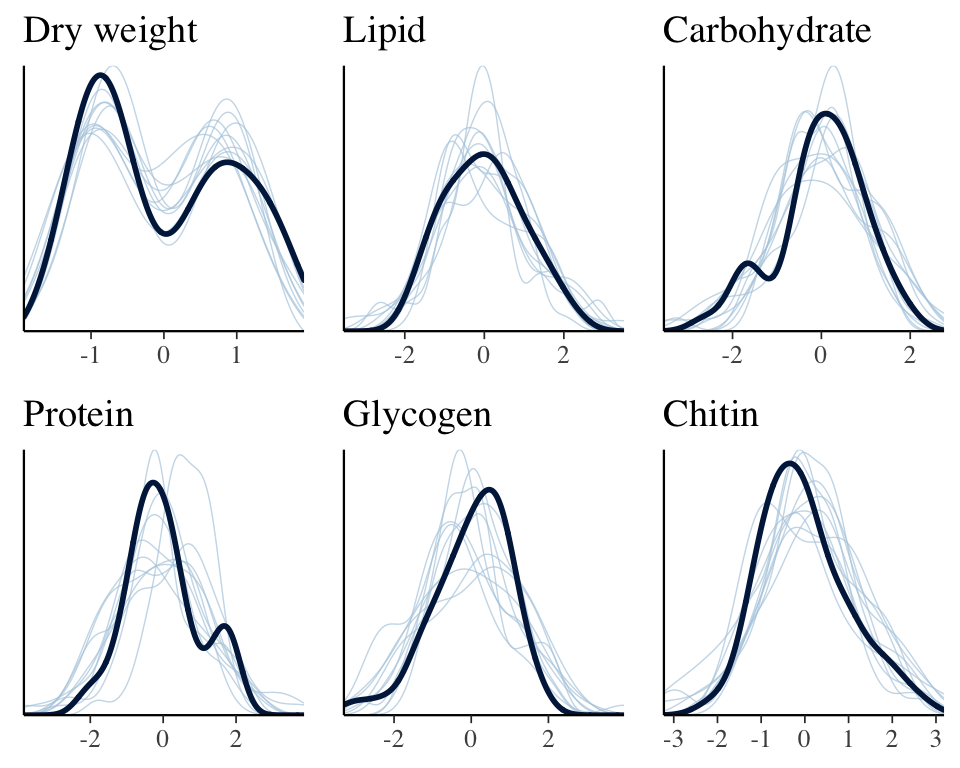 Dry weight
Lipid
Carbohydrate
-1 0 1
-2 0 2
-2 0 2
Protein
Glycogen
Chitin
-2 0 2
-2 0 2
-3 -2 -1 0 1 2 3